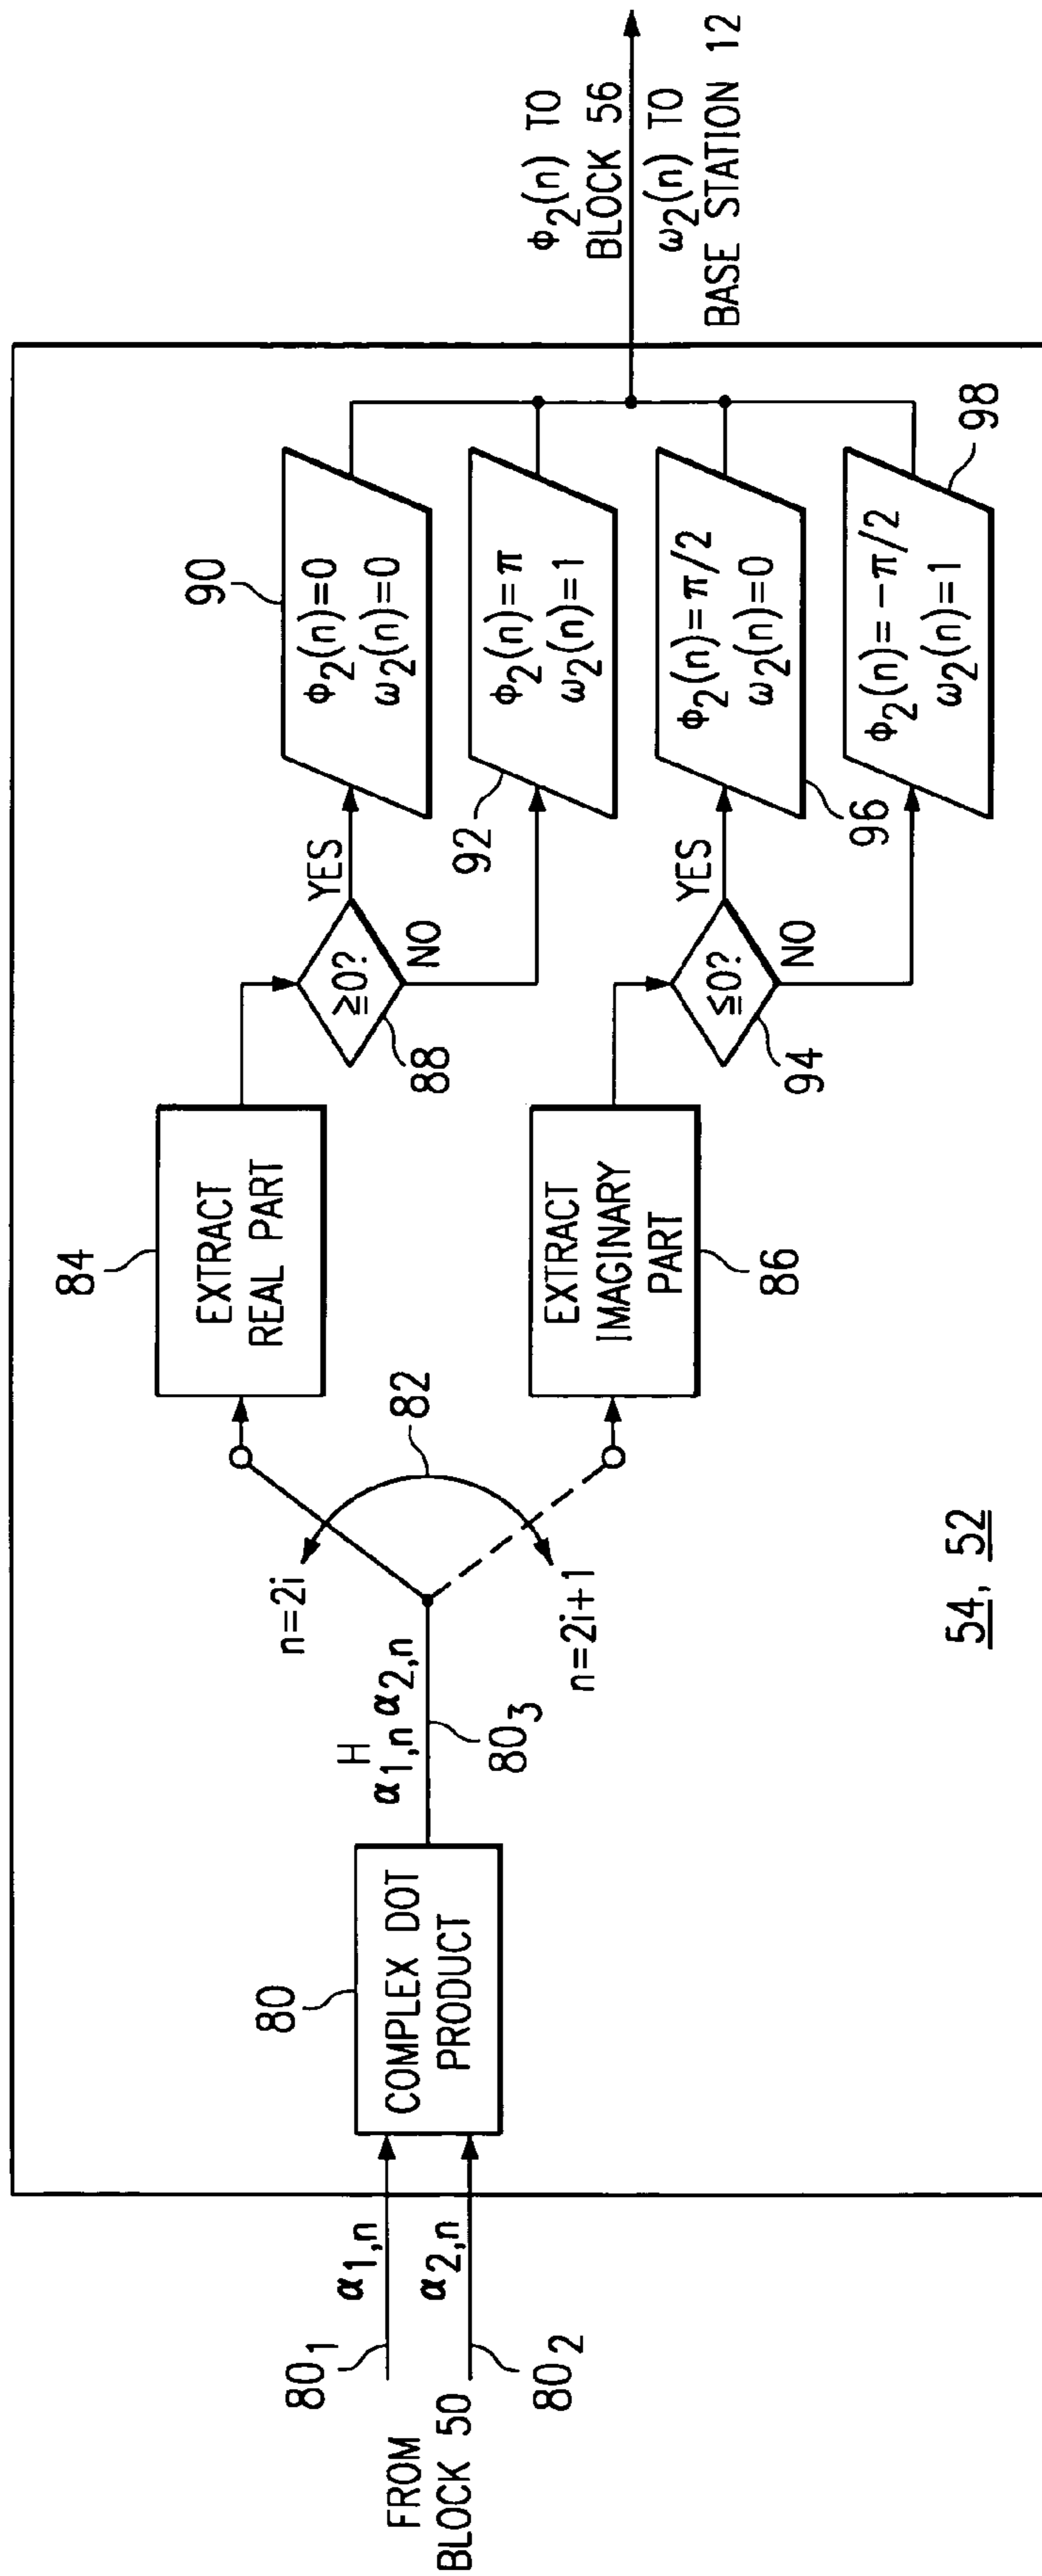 FROM
BLOCK 50
80₁
80₂
α₁,ₙ
α₂,ₙ
80
COMPLEX DOT
PRODUCT
α₁,ₙᴴ α₂,ₙ
80₃
n=2i
n=2i+1
82
84
EXTRACT
REAL PART
EXTRACT
IMAGINARY
PART
86
≧0?
88
YES
NO
≦0?
94
YES
NO
90
ϕ₂(n)=0
ω₂(n)=0
92
ϕ₂(n)=π
ω₂(n)=1
ϕ₂(n)=π/2
ω₂(n)=0
96
ϕ₂(n)=−π/2
ω₂(n)=1
98
ϕ₂(n) TO
BLOCK 56
ω₂(n) TO
BASE STATION 12
54, 52